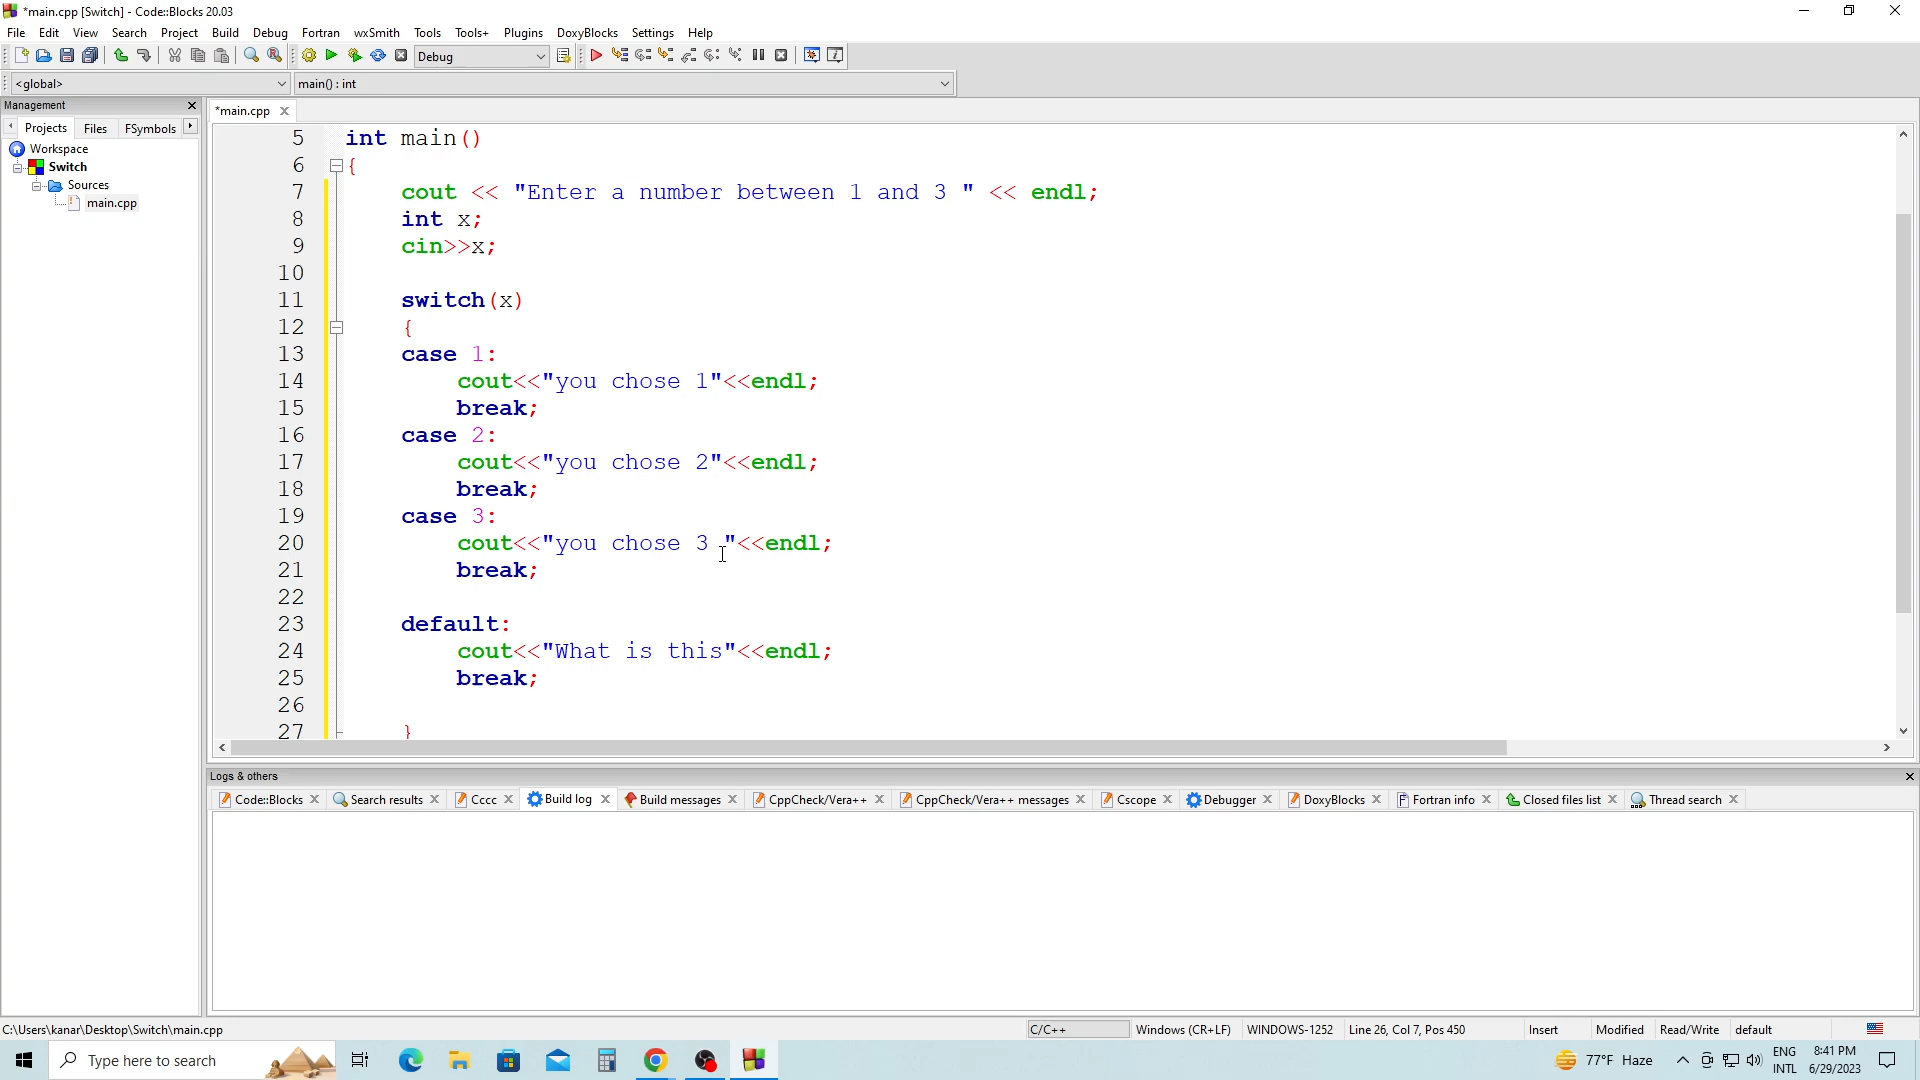 *main.cpp [Switch] - Code::Blocks 20.03
File Edit View Search Project Build Debug Fortran wxSmith Tools Tools+ Plugins DoxyBlocks Settings Help
Debug
<global> main() : int
Management
*main.cpp
Projects Files FSymbols
Workspace
Switch
Sources
main.cpp
5 int main()
6 {
7 cout << "Enter a number between 1 and 3 " << endl;
8 int x;
9 cin>>x;
10
11 switch(x)
12 {
13 case 1:
14 cout<<"you chose 1"<<endl;
15 break;
16 case 2:
17 cout<<"you chose 2"<<endl;
18 break;
19 case 3:
20 cout<<"you chose 3 "<<endl;
21 break;
22
23 default:
24 cout<<"What is this"<<endl;
25 break;
26
27 }
Logs & others
Code::Blocks Search results Cccc Build log Build messages CppCheck/Vera++ CppCheck/Vera++ messages Cscope Debugger DoxyBlocks Fortran info Closed files list Thread search
C:\Users\kanar\Desktop\Switch\main.cpp C/C++ Windows (CR+LF) WINDOWS-1252 Line 26, Col 7, Pos 450 Insert Modified Read/Write default
Type here to search 77°F Haze ENG INTL 8:41 PM 6/29/2023